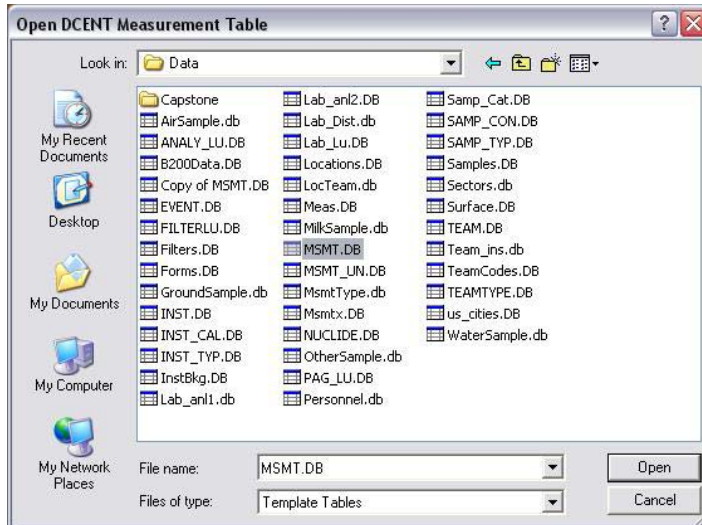 Open DCENT Measurement Table
Look in:
Data
My Recent
Documents
Desktop
My Documents
My Computer
My Network
Places
Capstone
AirSample.db
ANALY_LU.DB
B200Data.DB
Copy of MSMT.DB
EVENT.DB
FILTERLU.DB
Filters.DB
Forms.DB
GroundSample.db
INST.DB
INST_CAL.DB
INST_TYP.DB
InstBkg.DB
Lab_anl1.db
Lab_anl2.DB
Lab_Dist.db
Lab_Lu.DB
Locations.DB
LocTeam.db
Meas.DB
MilkSample.db
MSMT.DB
MSMT_UN.DB
MsmtType.db
Msmtx.DB
NUCLIDE.DB
OtherSample.db
PAG_LU.DB
Personnel.db
Samp_Cat.DB
SAMP_CON.DB
SAMP_TYP.DB
Samples.DB
Sectors.db
Surface.DB
TEAM.DB
Team_ins.db
TeamCodes.DB
TEAMTYPE.DB
us_cities.DB
WaterSample.db
File name:
MSMT.DB
Open
Files of type:
Template Tables
Cancel